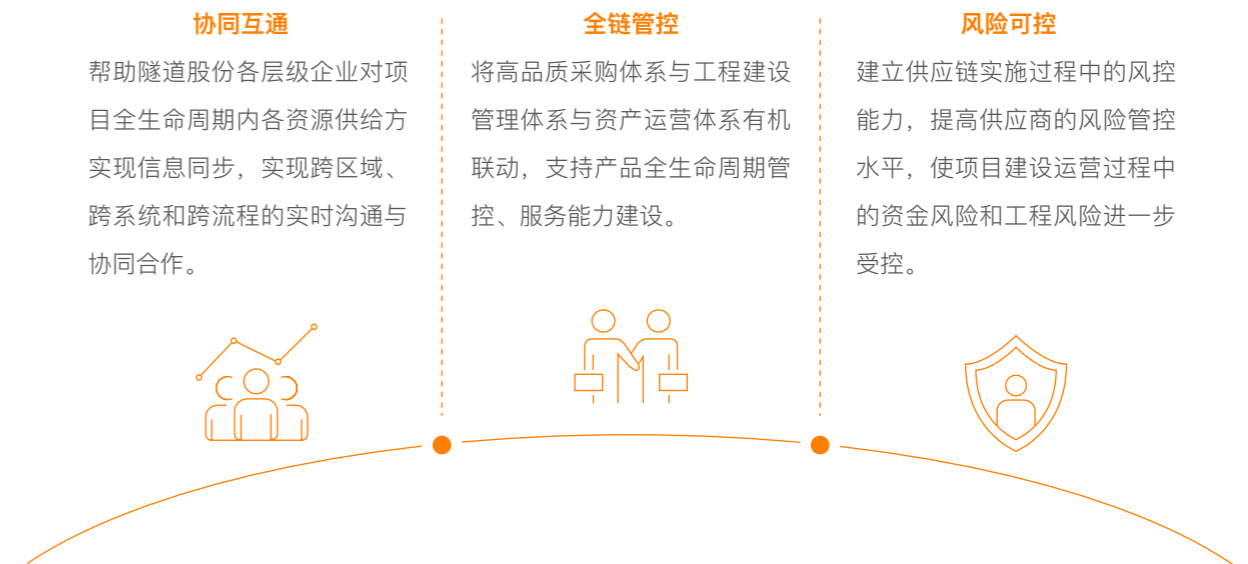 协同互通
帮助隧道股份各层级企业对项
目全生命周期内各资源供给方
实现信息同步，实现跨区域、
跨系统和跨流程的实时沟通与
协同合作。
全链管控
将高品质采购体系与工程建设
管理体系与资产运营体系有机
联动，支持产品全生命周期管
控、服务能力建设。
风险可控
建立供应链实施过程中的风控
能力，提高供应商的风险管控
水平，使项目建设运营过程中
的资金风险和工程风险进一步
受控。